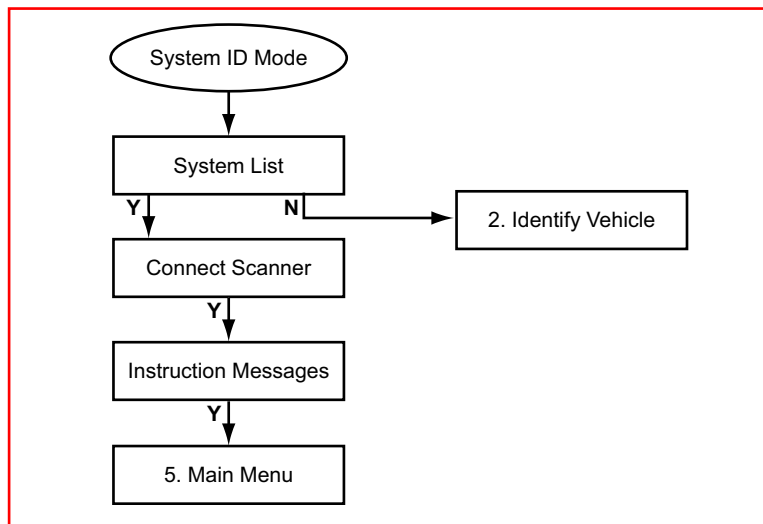 System ID Mode
System List
Y
N
2. Identify Vehicle
Connect Scanner
Y
Instruction Messages
Y
5. Main Menu